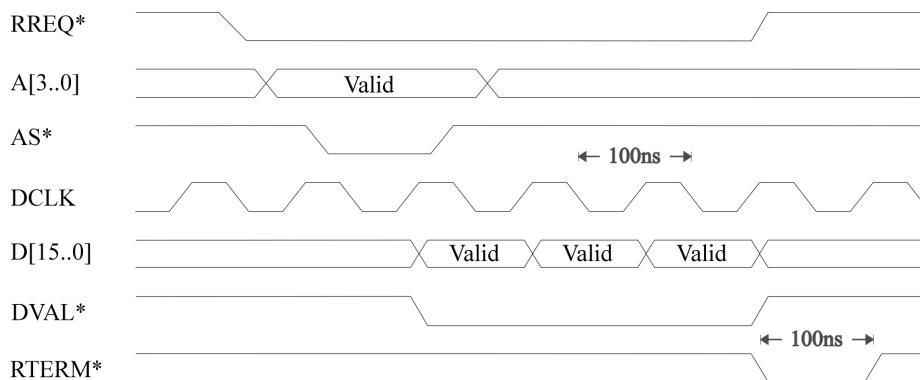 RREQ*
A[3..0] Valid
AS*
100ns
DCLK
D[15..0] Valid Valid Valid
DVAL*
100ns
RTERM*